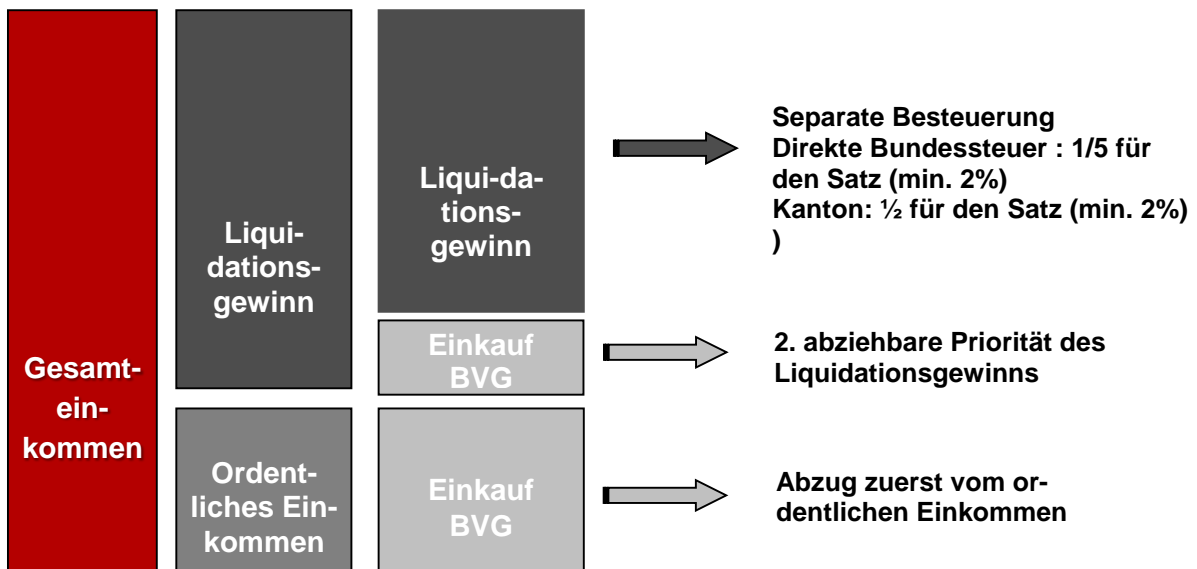 Gesamt-
ein-
kommen
Liqui-
dations-
gewinn
Ordent-
liches Ein-
kommen
Liqui-da-
tions-
gewinn
Einkauf
BVG
Einkauf
BVG
Separate Besteuerung
Direkte Bundessteuer : 1/5 für
den Satz (min. 2%)
Kanton: ½ für den Satz (min. 2%)
)
2. abziehbare Priorität des
Liquidationsgewinns
Abzug zuerst vom or-
dentlichen Einkommen